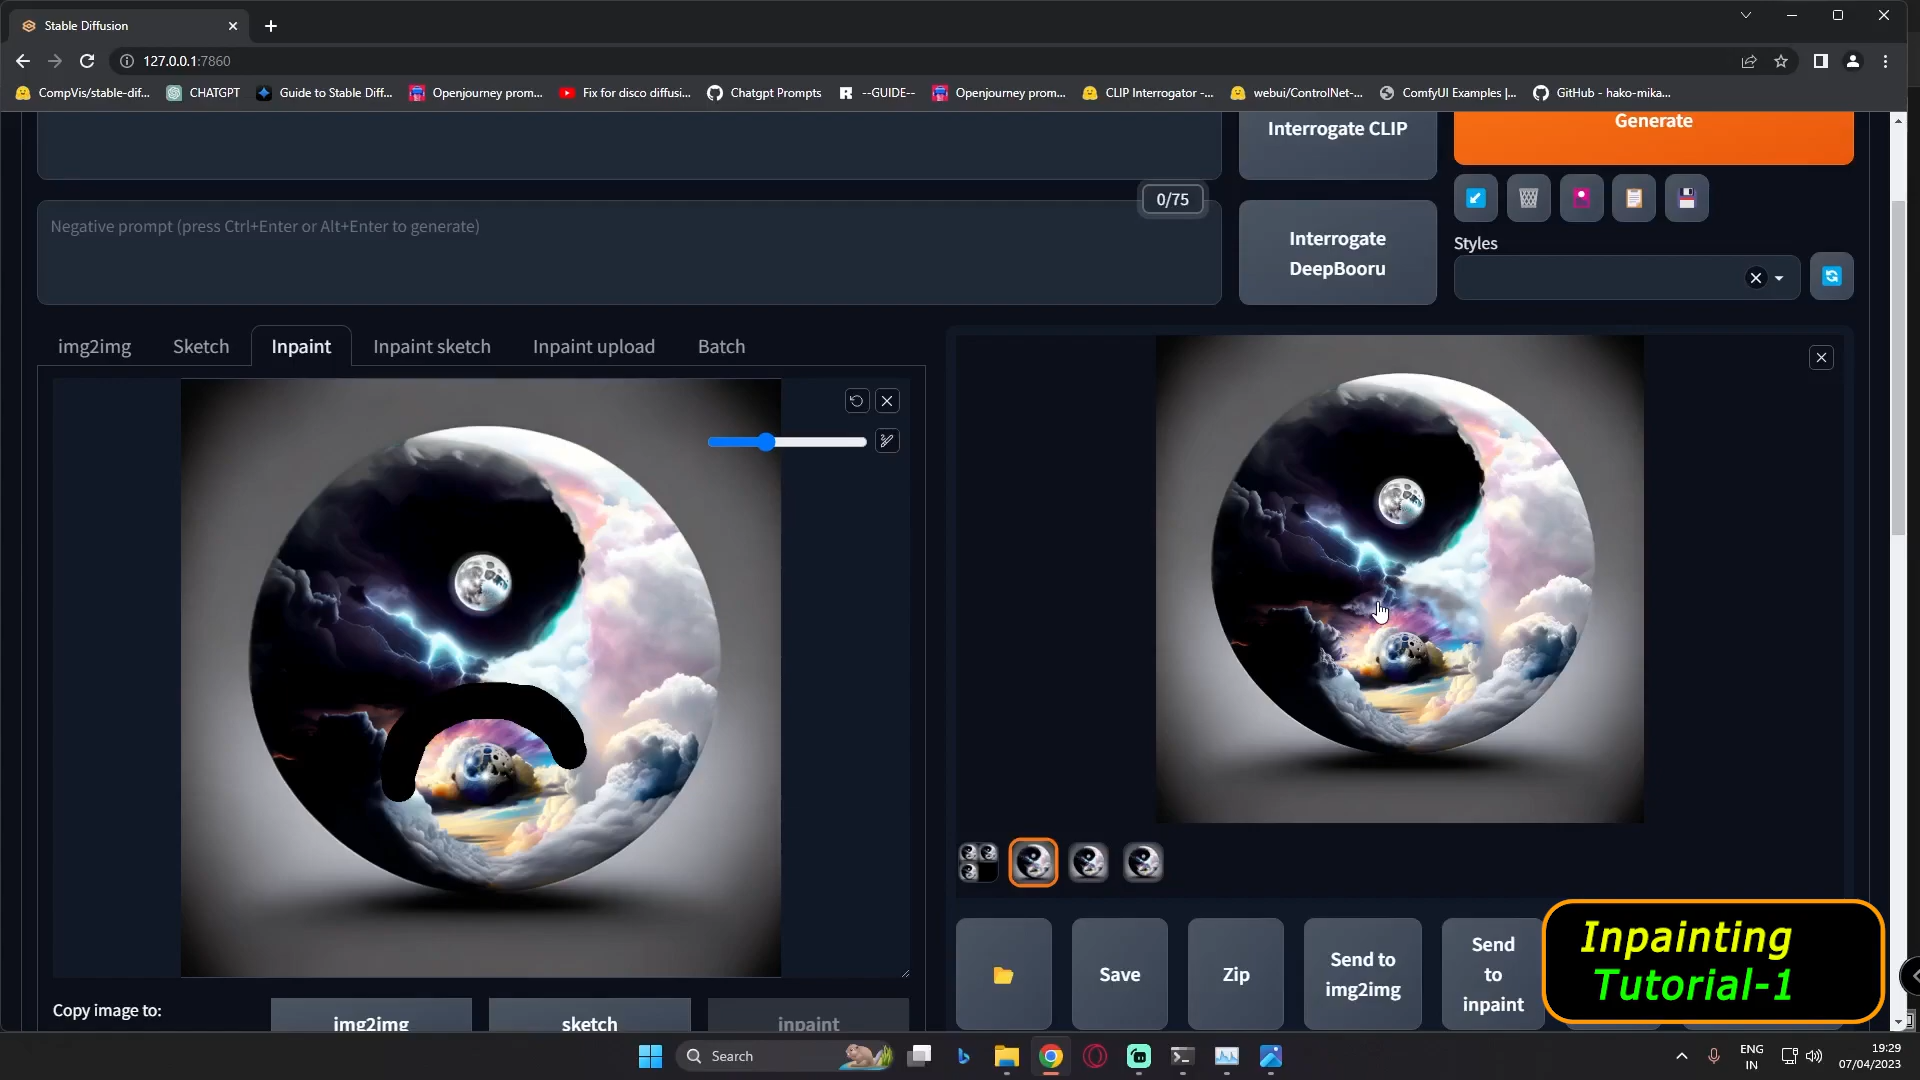 Stable Diffusion
127.0.0.1:7860
CompVis/stable-dif...
CHATGPT
Guide to Stable Diff...
Openjourney prom...
Fix for disco diffusi...
Chatgpt Prompts
--GUIDE--
Openjourney prom...
CLIP Interrogator -...
webui/ControlNet-...
ComfyUI Examples |...
GitHub - hako-mika...
Interrogate CLIP
Generate
0/75
Negative prompt (press Ctrl+Enter or Alt+Enter to generate)
Interrogate
DeepBooru
Styles
img2img
Sketch
Inpaint
Inpaint sketch
Inpaint upload
Batch
Save
Zip
Send to
img2img
Send
to
inpaint
Inpainting
Tutorial-1
Copy image to:
img2img
sketch
inpaint
Search
ENG
IN
19:29
07/04/2023